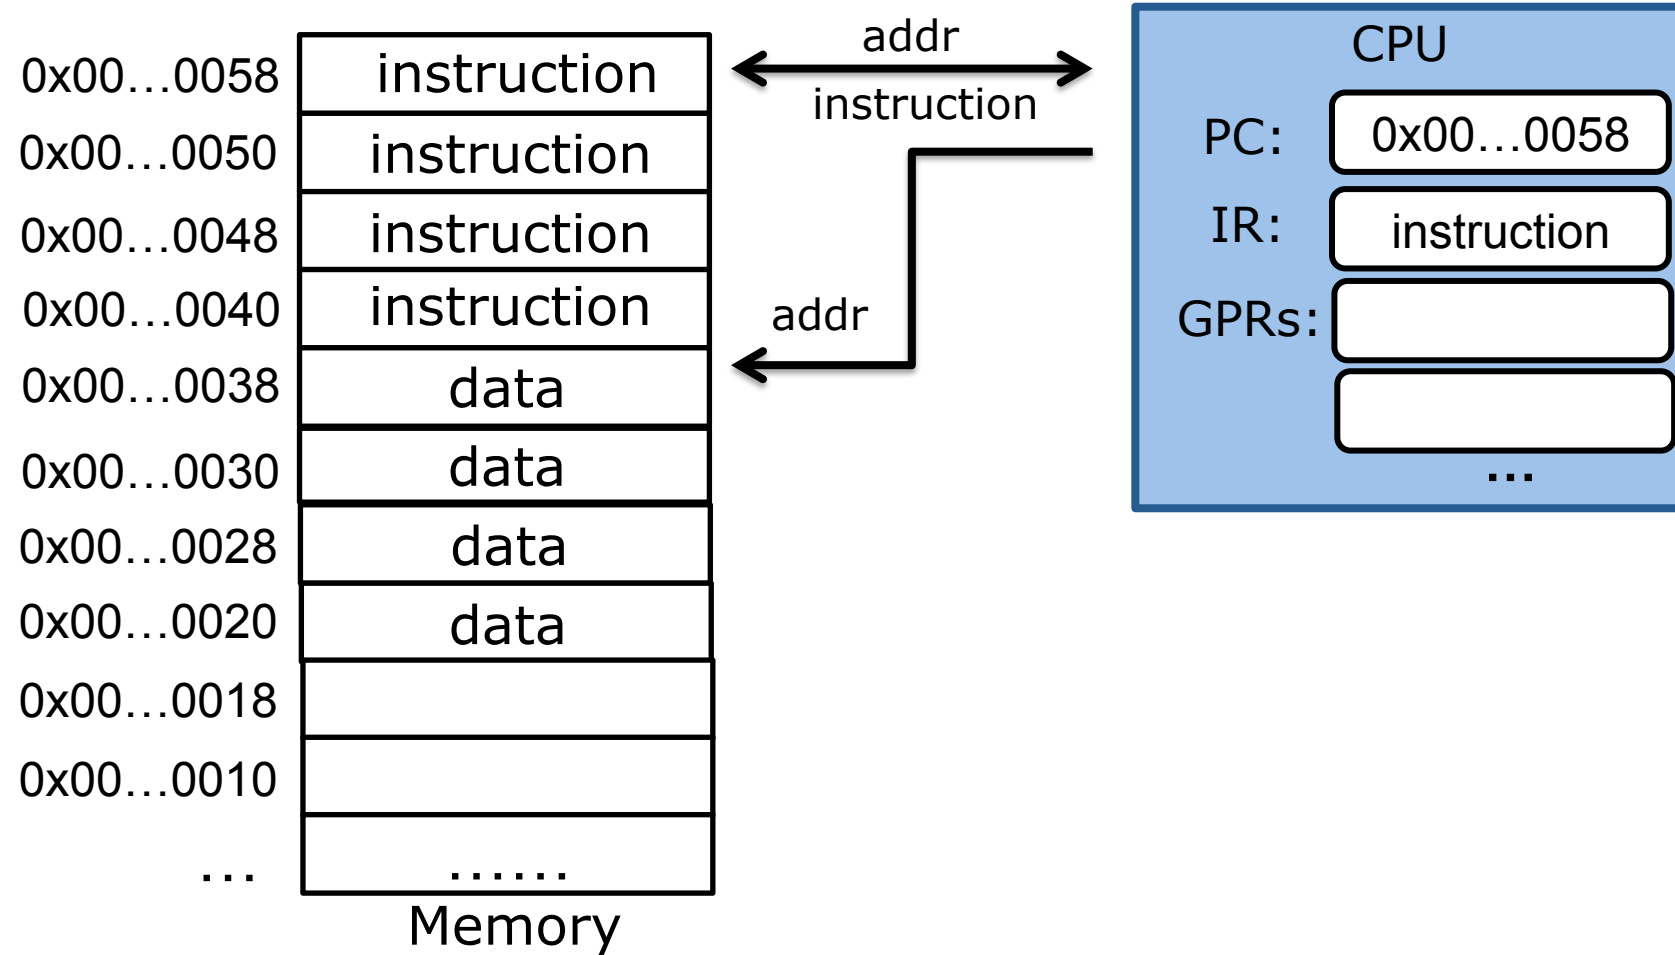 0x00…0058 instruction
0x00…0050 instruction
0x00…0048 instruction
0x00…0040 instruction
0x00…0038 data
0x00…0030 data
0x00…0028 data
0x00…0020 data
0x00…0018
0x00…0010
… ……
Memory
addr
instruction
addr
CPU
PC: 0x00…0058
IR: instruction
GPRs:
…